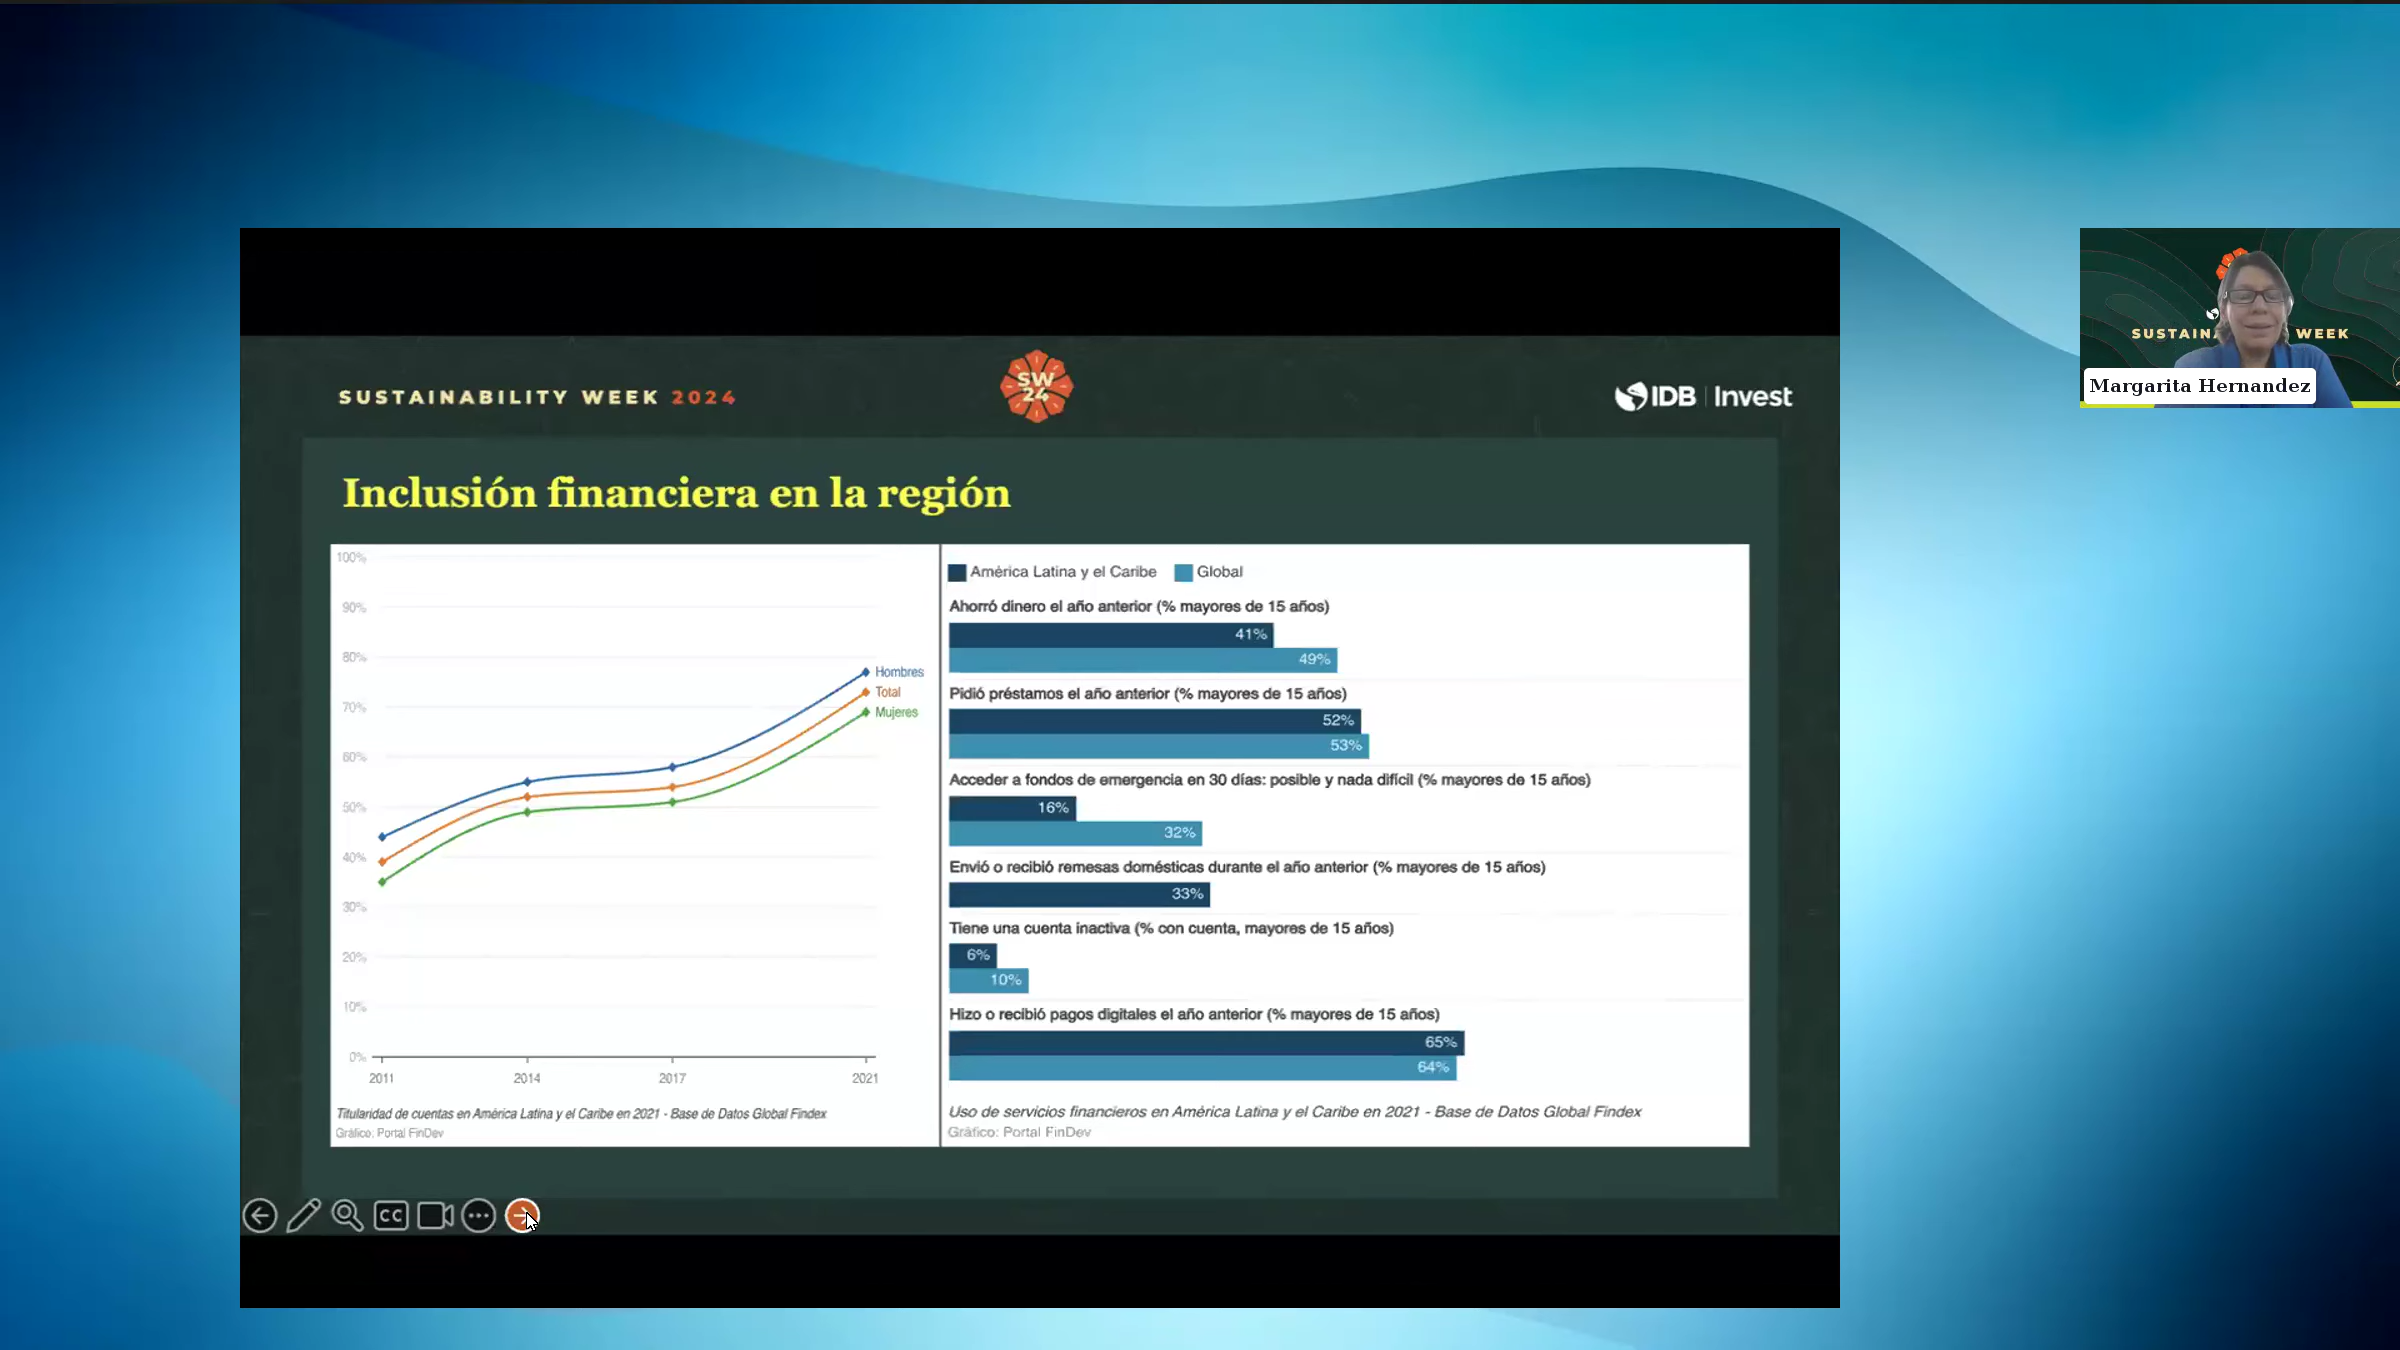 SUSTAINABILITY WEEK 2024
SW
24
IDB | Invest
Inclusión financiera en la región
100%
90%
80%
70%
60%
50%
40%
30%
20%
10%
0%
Hombres
Total
Mujeres
2011 2014 2017 2021
Titularidad de cuentas en América Latina y el Caribe en 2021 - Base de Datos Global Findex
Gráfico: Portal FinDev
América Latina y el Caribe Global
Ahorró dinero el año anterior (% mayores de 15 años)
41%
49%
Pidió préstamos el año anterior (% mayores de 15 años)
52%
53%
Acceder a fondos de emergencia en 30 días: posible y nada difícil (% mayores de 15 años)
16%
32%
Envió o recibió remesas domésticas durante el año anterior (% mayores de 15 años)
33%
Tiene una cuenta inactiva (% con cuenta, mayores de 15 años)
6%
10%
Hizo o recibió pagos digitales el año anterior (% mayores de 15 años)
65%
64%
Uso de servicios financieros en América Latina y el Caribe en 2021 - Base de Datos Global Findex
Gráfico: Portal FinDev
CC
SUSTAIN WEEK
Margarita Hernandez